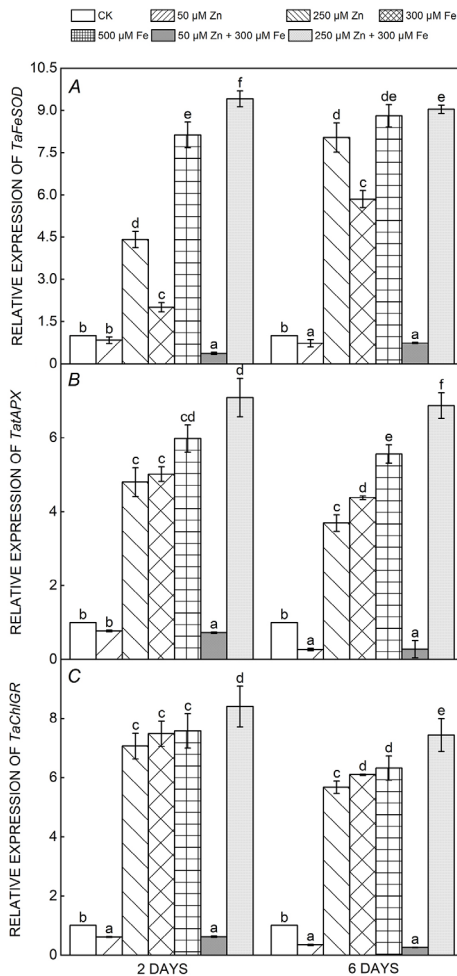 CK 50 μM Zn 250 μM Zn 300 μM Fe
500 μM Fe 50 μM Zn + 300 μM Fe 250 μM Zn + 300 μM Fe
A
RELATIVE EXPRESSION OF TaFeSOD
10.5
9.0
7.5
6.0
4.5
3.0
1.5
0
b b d c e a f
b a d c de a e
B
RELATIVE EXPRESSION OF TatAPX
6
4
2
0
b b c c cd a d
b a c d e a f
C
RELATIVE EXPRESSION OF TaChlGR
8
6
4
2
0
b a c c c a d
b a c d d a e
2 DAYS 6 DAYS